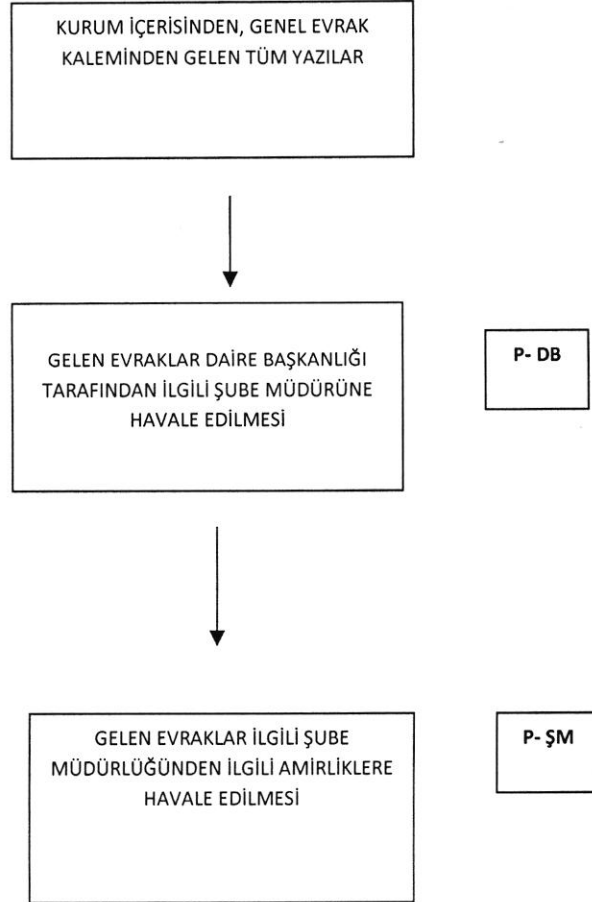 KURUM İÇERİSİNDEN, GENEL EVRAK
KALEMİNDEN GELEN TÜM YAZILAR
GELEN EVRAKLAR DAİRE BAŞKANLIĞI
TARAFINDAN İLGİLİ ŞUBE MÜDÜRÜNE
HAVALE EDİLMESİ
P- DB
GELEN EVRAKLAR İLGİLİ ŞUBE
MÜDÜRLÜĞÜNDEN İLGİLİ AMİRLİKLERE
HAVALE EDİLMESİ
P- ŞM